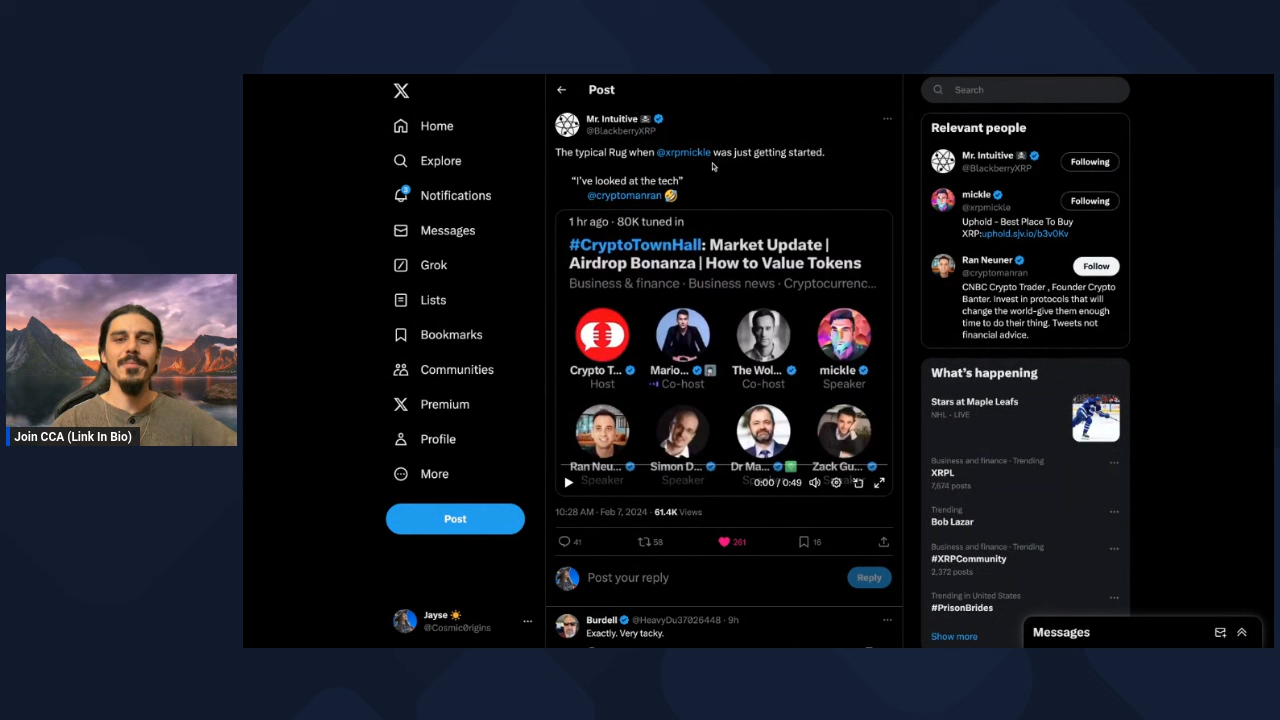 Join CCA (Link In Bio)
Home
Explore
3
Notifications
Messages
Grok
Lists
Bookmarks
Communities
Premium
Profile
More
Post
Jayse
@Cosmic0rigins
Post
Mr. Intuitive
@BlackberryXRP
The typical Rug when @xrpmickle was just getting started.
“I’ve looked at the tech”
@cryptomanran
1 hr ago · 80K tuned in
#CryptoTownHall: Market Update |
Airdrop Bonanza | How to Value Tokens
Business & finance · Business news · Cryptocurrenc...
Crypto T... Mario... The Wol... mickle
Host Co-host Co-host Speaker
Ran Neu... Simon D... Dr Ma... Zack Gu...
Speaker Speaker Speaker
0:00 / 0:49
10:28 AM · Feb 7, 2024 · 61.4K Views
41 58 261 16
Post your reply
Reply
Burdell @HeavyDu37026448 · 9h
Exactly. Very tacky.
Search
Relevant people
Mr. Intuitive
@BlackberryXRP
Following
mickle
@xrpmickle
Following
Uphold - Best Place To Buy
XRP:uphold.sjv.io/b3v0Kv
Ran Neuner
@cryptomanran
Follow
CNBC Crypto Trader , Founder Crypto
Banter. Invest in protocols that will
change the world-give them enough
time to do their thing. Tweets not
financial advice.
What’s happening
Stars at Maple Leafs
NHL · LIVE
Business and finance · Trending
XRPL
7,674 posts
Trending
Bob Lazar
Business and finance · Trending
#XRPCommunity
2,372 posts
Trending in United States
#PrisonBrides
Show more
Messages